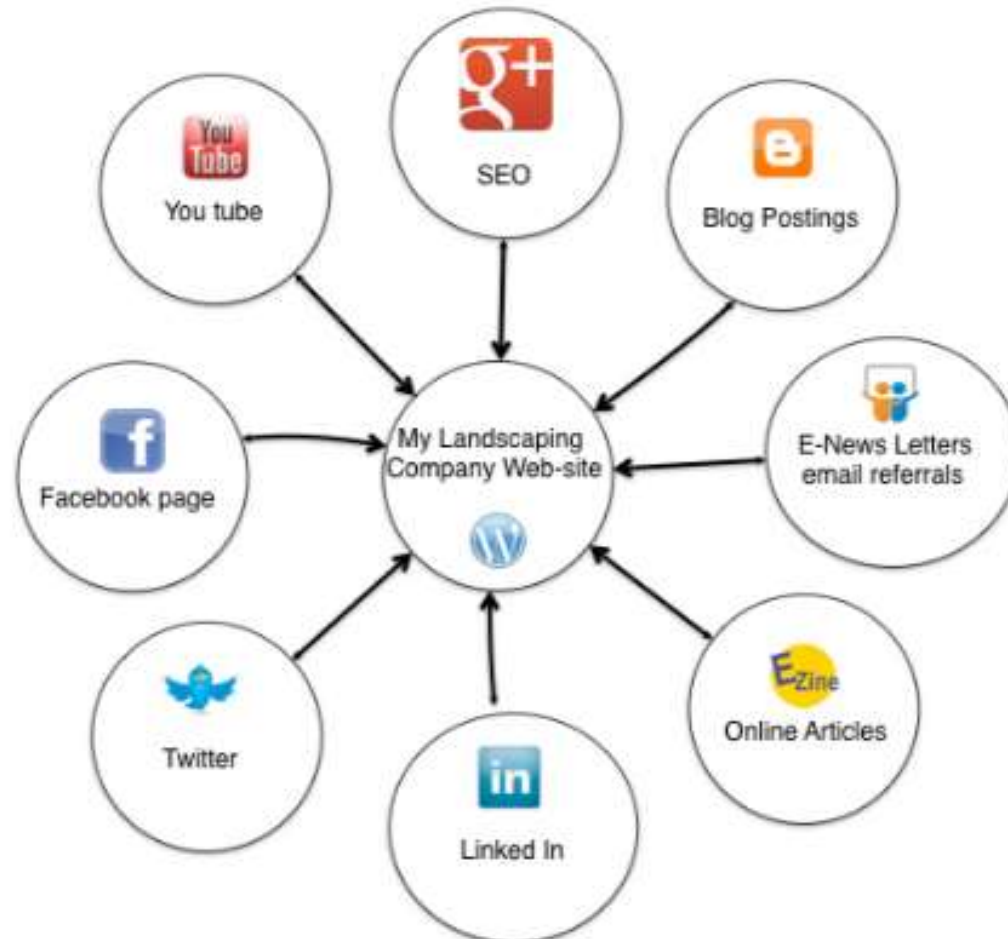 g+
SEO
You
Tube
You tube
B
Blog Postings
f
Facebook page
My Landscaping
Company Web-site
W
E-News Letters
email referrals
Twitter
in
Linked In
EZine
Online Articles